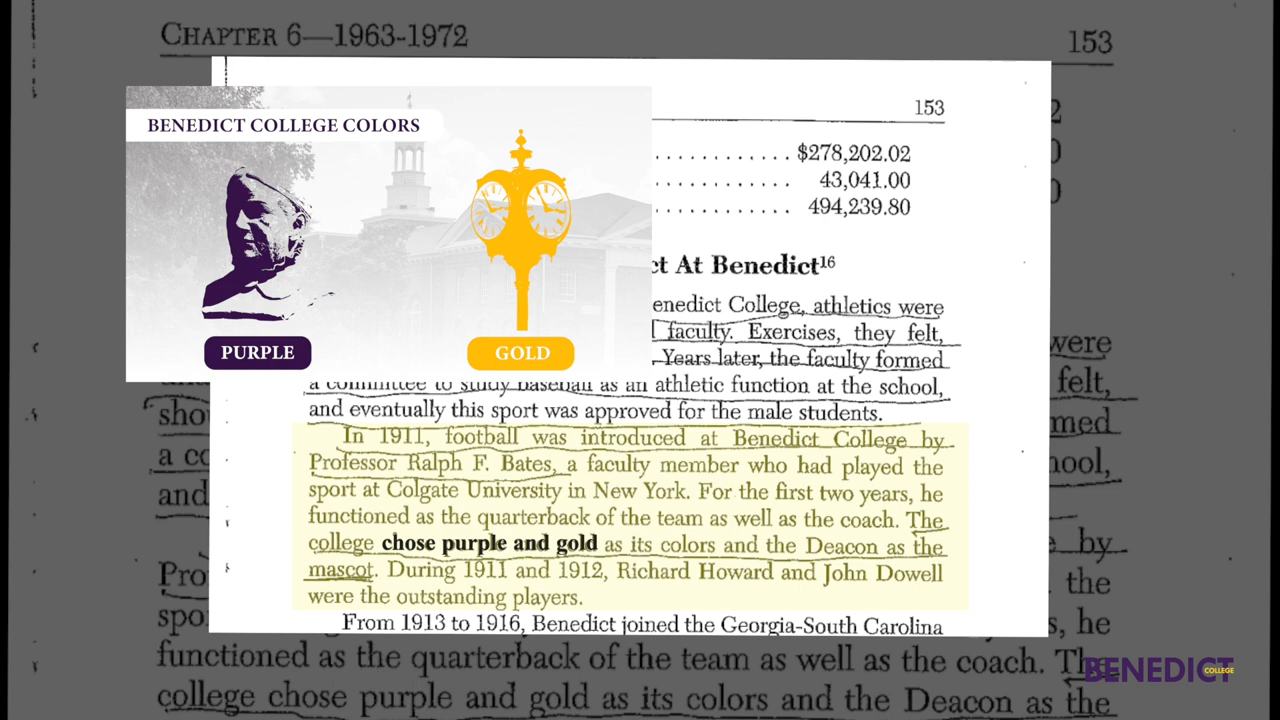 CHAPTER 6—1963-1972
153
153
BENEDICT COLLEGE COLORS
PURPLE
GOLD
............ $278,202.02
............ 43,041.00
............ 494,239.80
ct At Benedict16
enedict College, athletics were
faculty. Exercises, they felt,
. Years later, the faculty formed
a committee to study baseball as an athletic function at the school,
and eventually this sport was approved for the male students.
In 1911, football was introduced at Benedict College by
Professor Ralph F. Bates, a faculty member who had played the
sport at Colgate University in New York. For the first two years, he
functioned as the quarterback of the team as well as the coach. The
college chose purple and gold as its colors and the Deacon as the
mascot. During 1911 and 1912, Richard Howard and John Dowell
were the outstanding players.
From 1913 to 1916, Benedict joined the Georgia-South Carolina
2
0
0
were
felt,
sho
med
a co
hool,
and
e by
Pro
the
spo
s, he
functioned as the quarterback of the team as well as the coach. The
college chose purple and gold as its colors and the Deacon as the
BENEDICT COLLEGE